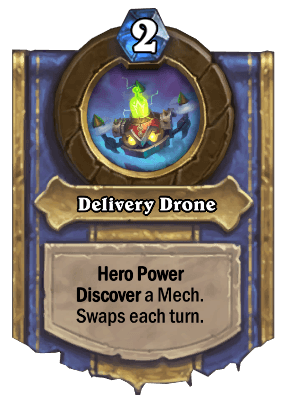 2
Delivery Drone
Hero Power
Discover a Mech.
Swaps each turn.